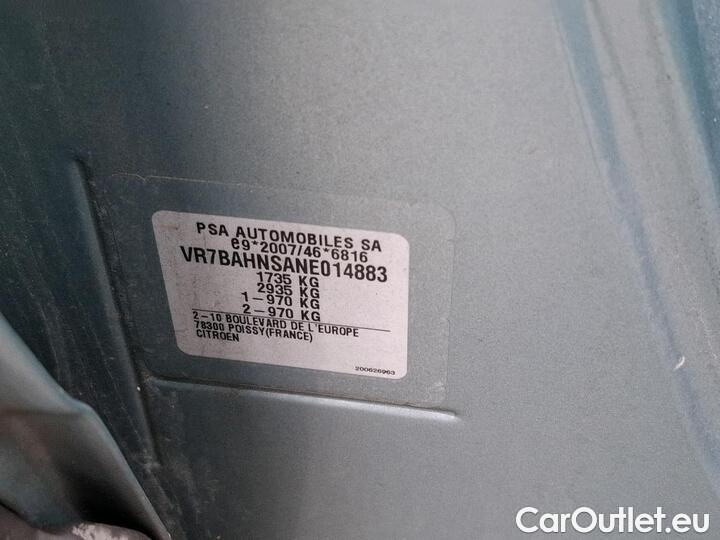 PSA AUTOMOBILES SA
e9*2007/46*6816
VR7BAHNSANE014883
1735 KG
2935 KG
1-970 KG
2-970 KG
2-10 BOULEVARD DE L'EUROPE
78300 POISSY(FRANCE)
CITROEN
200626963
CarOutlet.eu